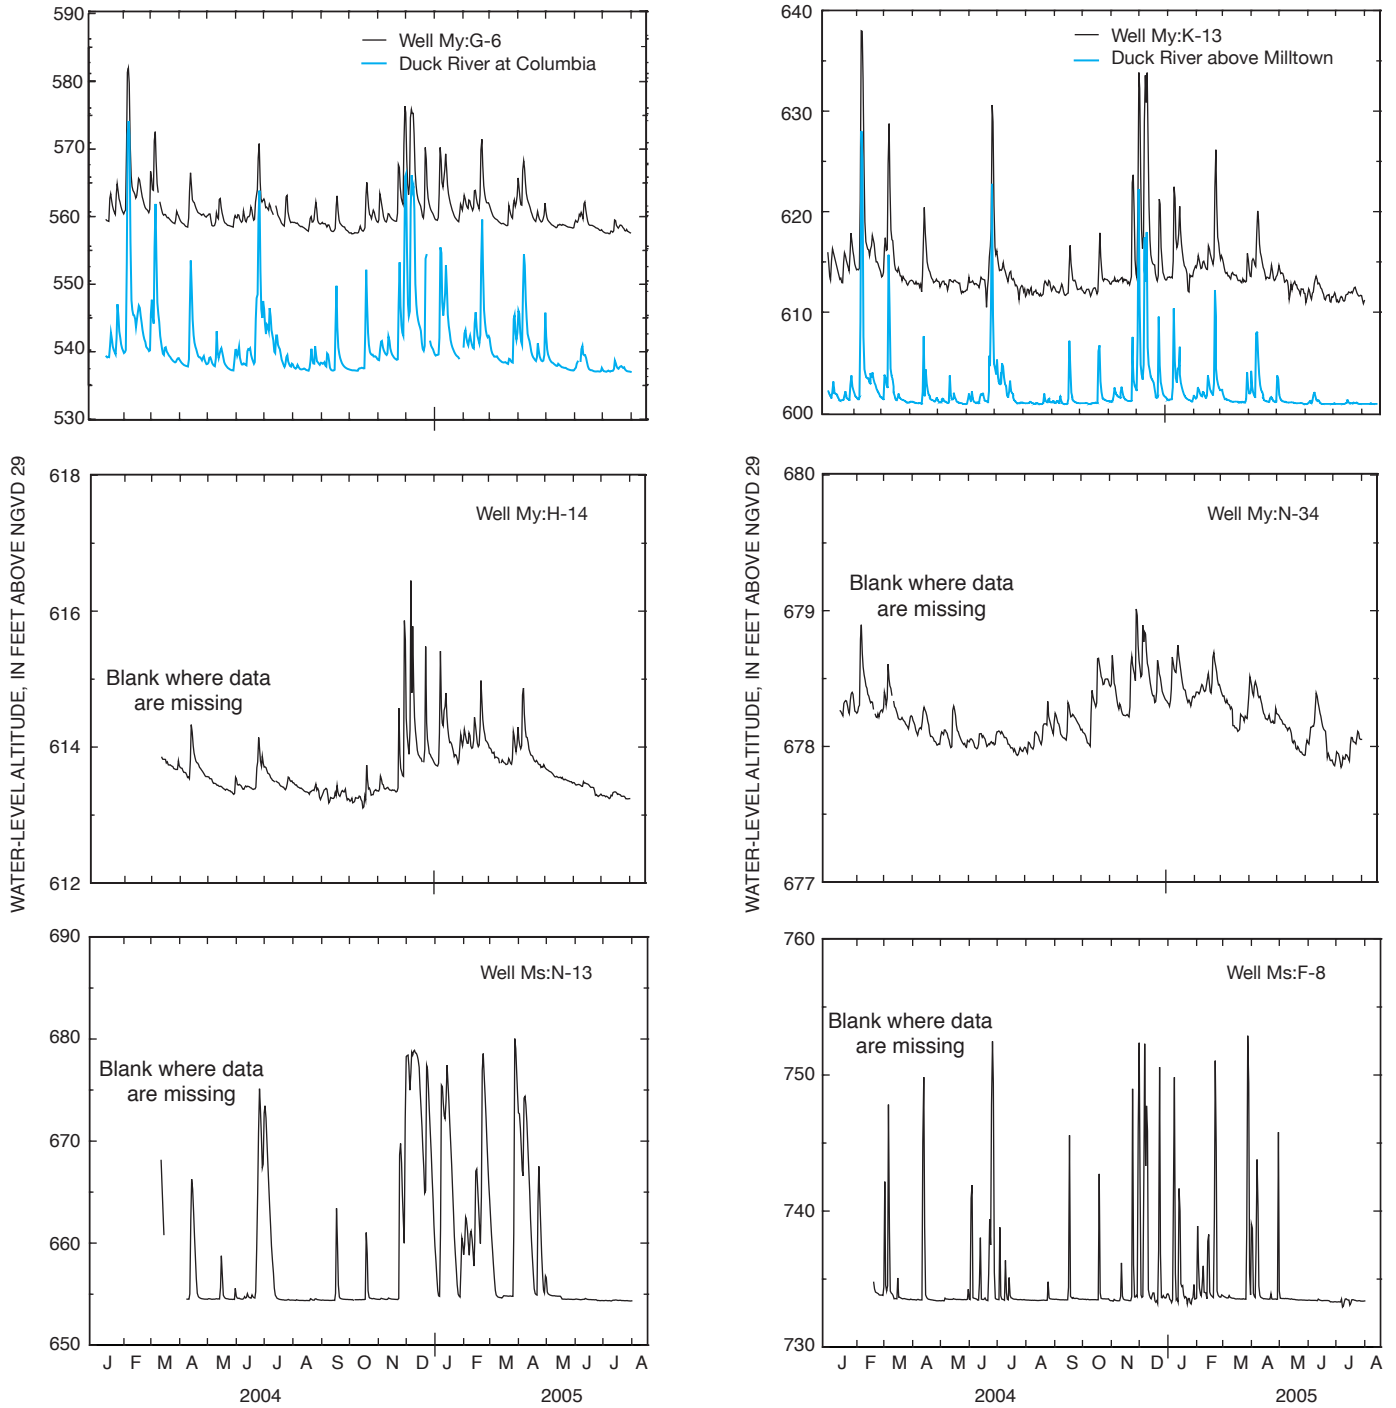 590
580
570
560
550
540
530
Well My:G-6
Duck River at Columbia
640
630
620
610
600
Well My:K-13
Duck River above Milltown
WATER-LEVEL ALTITUDE, IN FEET ABOVE NGVD 29
618
616
614
612
Well My:H-14
Blank where data
are missing
WATER-LEVEL ALTITUDE, IN FEET ABOVE NGVD 29
680
679
678
677
Well My:N-34
Blank where data
are missing
690
680
670
660
650
Well Ms:N-13
Blank where data
are missing
J F M A M J J A S O N D J F M A M J J A
2004 2005
760
750
740
730
Well Ms:F-8
Blank where data
are missing
J F M A M J J A S O N D J F M A M J J A
2004 2005